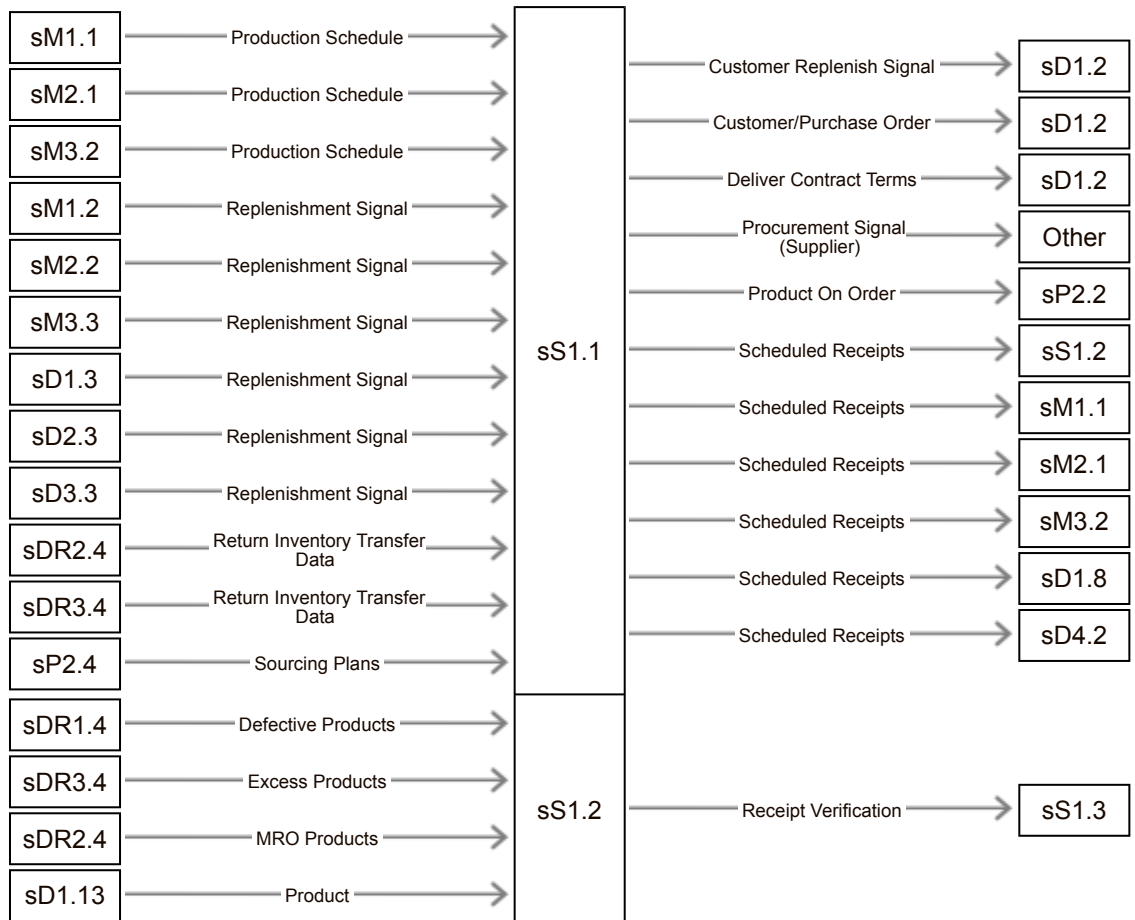 sM1.1 Production Schedule
sM2.1 Production Schedule
sM3.2 Production Schedule
sM1.2 Replenishment Signal
sM2.2 Replenishment Signal
sM3.3 Replenishment Signal
sD1.3 Replenishment Signal
sD2.3 Replenishment Signal
sD3.3 Replenishment Signal
sDR2.4 Return Inventory Transfer
Data
sDR3.4 Return Inventory Transfer
Data
sP2.4 Sourcing Plans
sS1.1
Customer Replenish Signal sD1.2
Customer/Purchase Order sD1.2
Deliver Contract Terms sD1.2
Procurement Signal
(Supplier)
Other
Product On Order sP2.2
Scheduled Receipts sS1.2
Scheduled Receipts sM1.1
Scheduled Receipts sM2.1
Scheduled Receipts sM3.2
Scheduled Receipts sD1.8
Scheduled Receipts sD4.2
sDR1.4 Defective Products
sDR3.4 Excess Products
sDR2.4 MRO Products
sD1.13 Product
sS1.2
Receipt Verification sS1.3